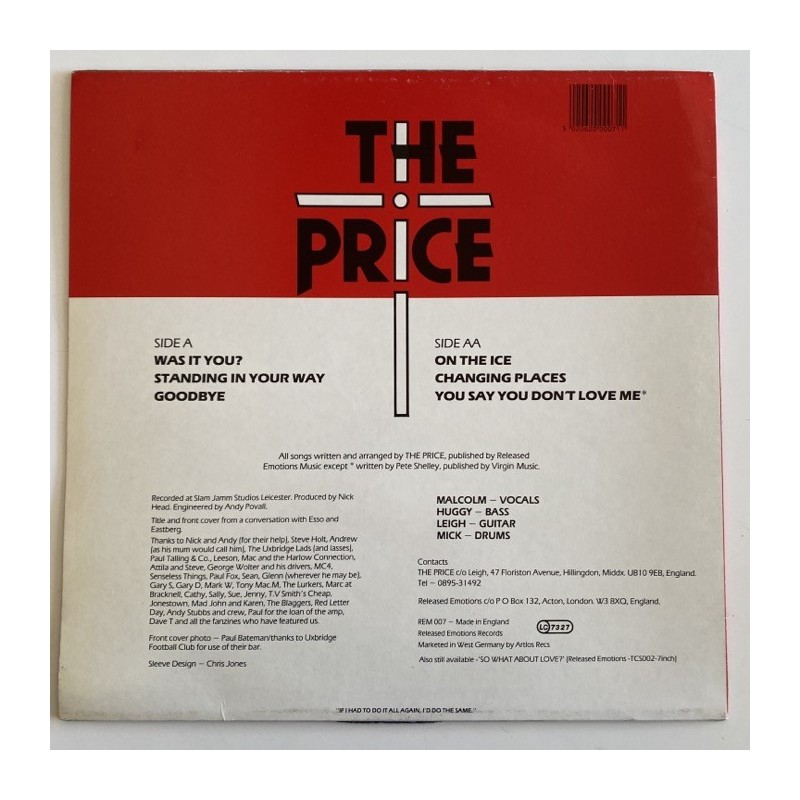 THE
PRICE
5 020620 000071
SIDE A
WAS IT YOU?
STANDING IN YOUR WAY
GOODBYE
SIDE AA
ON THE ICE
CHANGING PLACES
YOU SAY YOU DON'T LOVE ME*
All songs written and arranged by THE PRICE, published by Released
Emotions Music except * written by Pete Shelley, published by Virgin Music.
Recorded at Slam Jamm Studios Leicester. Produced by Nick
Head. Engineered by Andy Povall.
Title and front cover from a conversation with Esso and
Eastberg.
Thanks to Nick and Andy (for their help), Steve Holt, Andrew
(as his mum would call him), The Uxbridge Lads (and lasses),
Paul Talling & Co., Leeson, Mac and the Harlow Connection,
Attila and Steve, George Wolter and his drivers, MC4,
Senseless Things, Paul Fox, Sean, Glenn (wherever he may be),
Gary S, Gary D, Mark W, Tony Mac.M, The Lurkers, Marc at
Bracknell, Cathy, Sally, Sue, Jenny, T.V Smith's Cheap,
Jonestown, Mad John and Karen, The Blaggers, Red Letter
Day, Andy Stubbs and crew, Paul for the loan of the amp,
Dave T and all the fanzines who have featured us.
Front cover photo – Paul Bateman/thanks to Uxbridge
Football Club for use of their bar.
Sleeve Design – Chris Jones
MALCOLM – VOCALS
HUGGY – BASS
LEIGH – GUITAR
MICK – DRUMS
Contacts
THE PRICE c/o Leigh, 47 Floriston Avenue, Hillingdon, Middx. UB10 9EB, England.
Tel – 0895-31492
Released Emotions c/o P O Box 132, Acton, London. W3 8XQ, England,
REM 007 – Made in England
LC 7327
Released Emotions Records
Marketed in West Germany by Artlos Recs
Also still available -'SO WHAT ABOUT LOVE?' (Released Emotions -TCS002-7inch)
"IF I HAD TO DO IT ALL AGAIN, I'D DO THE SAME."